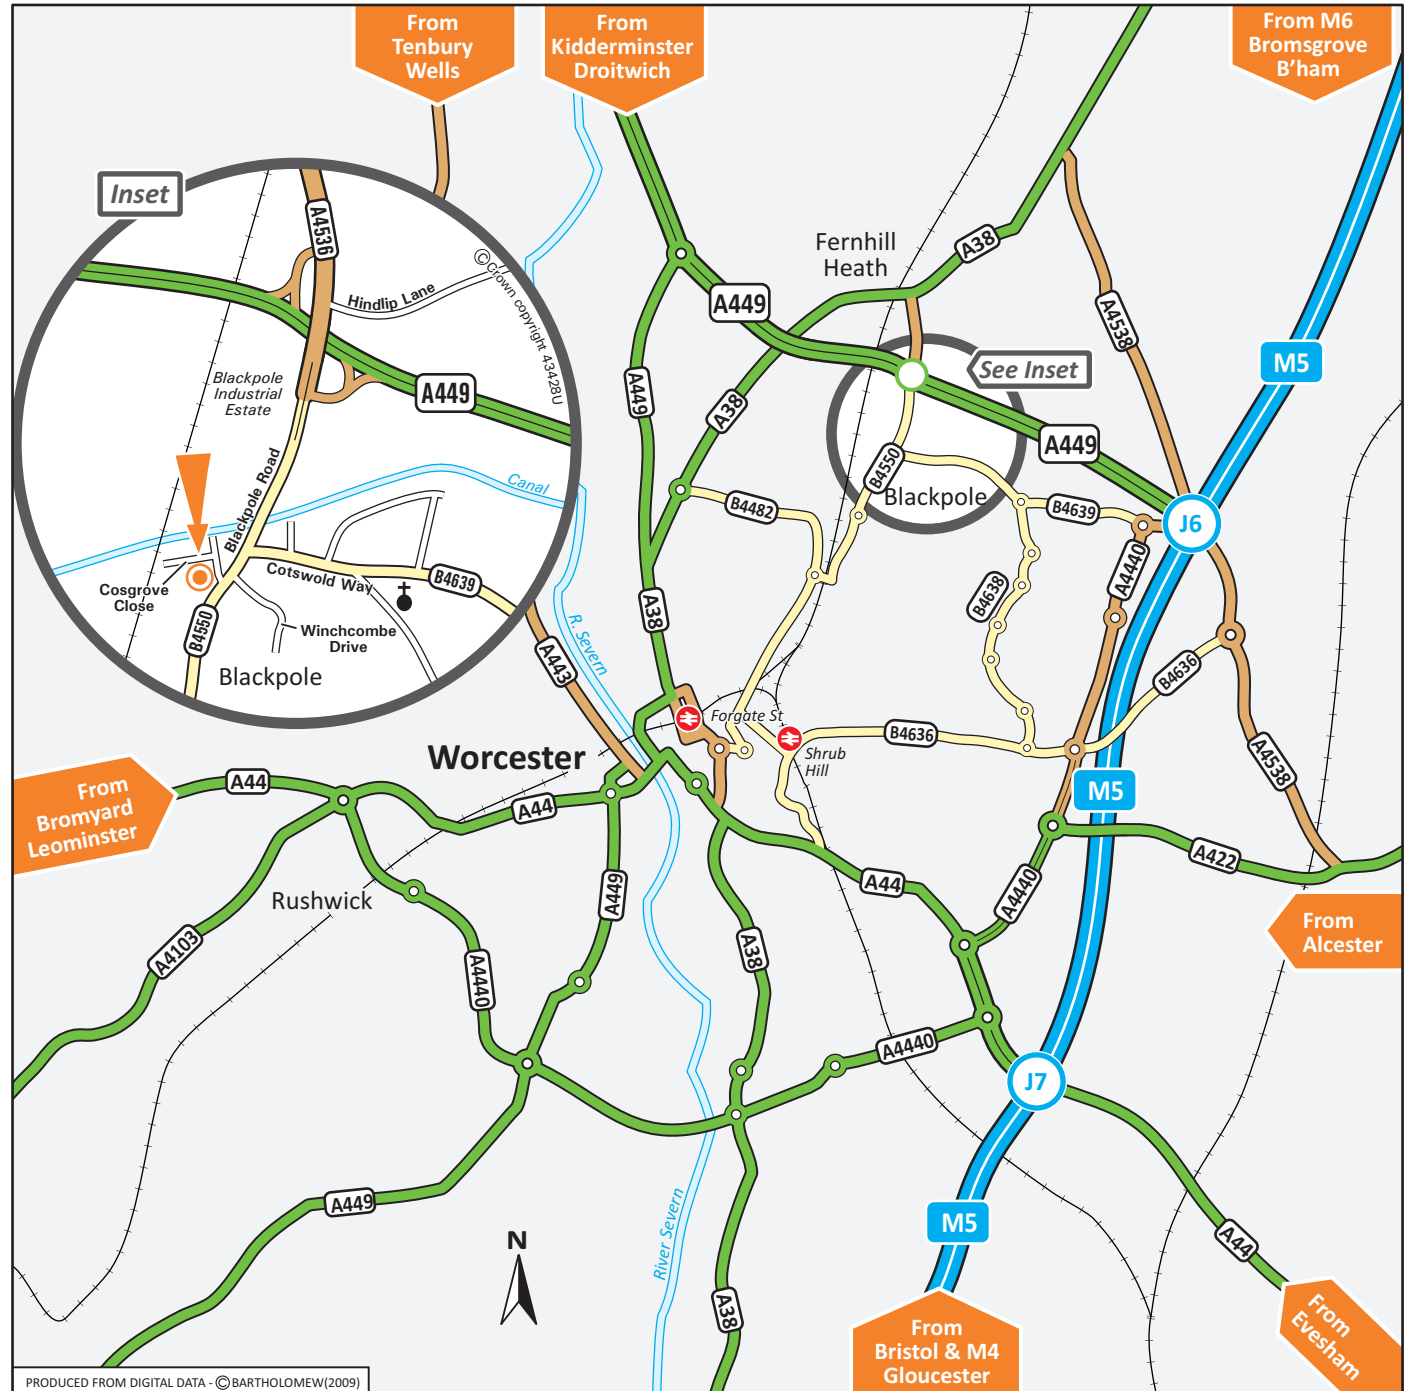 From
Tenbury
Wells
From
Kidderminster
Droitwich
From M6
Bromsgrove
B'ham
Inset
A4536
Hindlip Lane
©Crown copyright 43428U
A449
Blackpole
Industrial
Estate
Blackpole Road
Canal
Cosgrove
Close
Cotswold Way
B4639
Winchcombe
Drive
B4550
Blackpole
Fernhill
Heath
A38
A449
A4538
M5
See Inset
A449
A38
A449
B4550
Blackpole
B4482
B4639
J6
A4440
B4638
A38
R. Severn
A443
B4636
Forgate St
Shrub
Hill
B4636
Worcester
A4538
M5
From
Bromyard
Leominster
A44
A44
A422
A44
A4440
A449
Rushwick
From
Alcester
A4103
A4440
A38
A4440
J7
A449
River Severn
M5
A44
N
A38
From
Bristol & M4
Gloucester
From
Evesham
PRODUCED FROM DIGITAL DATA - ©BARTHOLOMEW(2009)